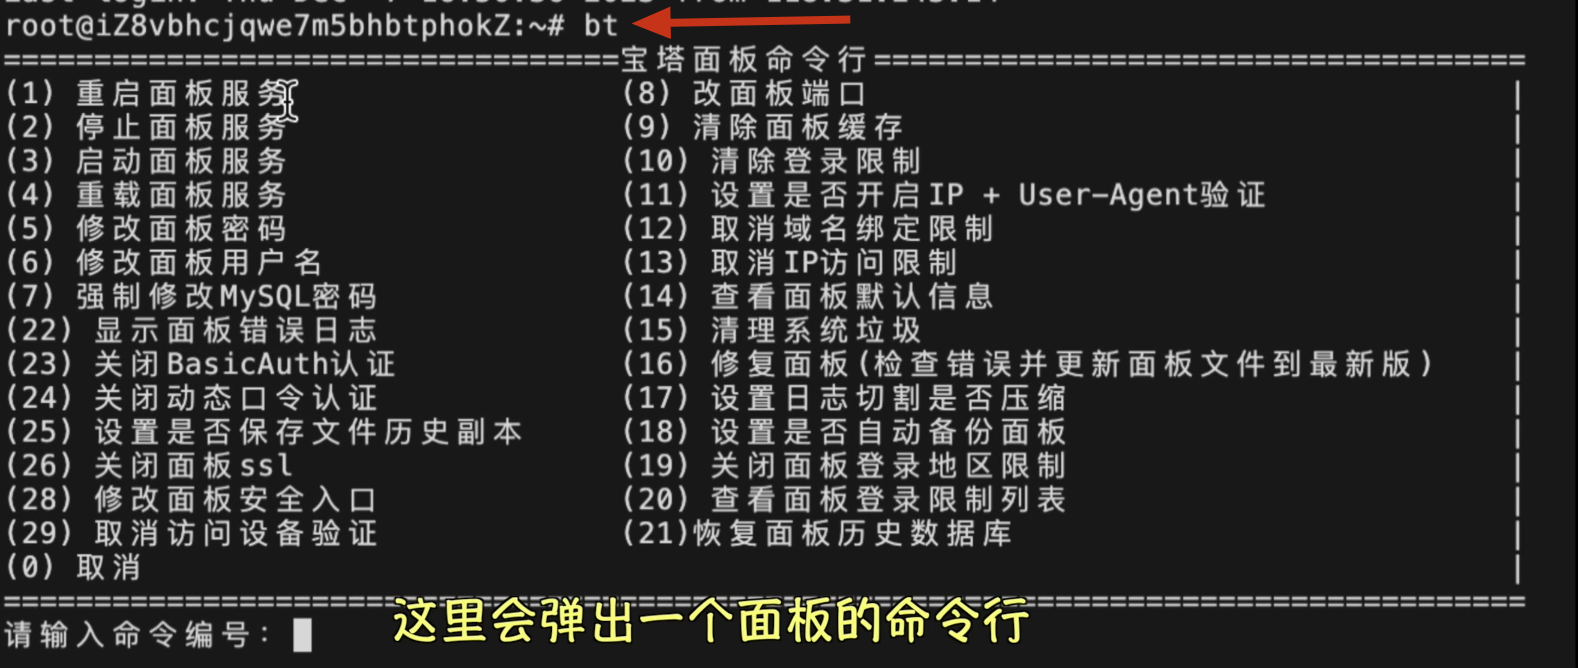 root@iZ8vbhcjqwe7m5bhbtphokZ:~# bt
==================================宝塔面板命令行====================================
(1) 重启面板服务 (8) 改面板端口 |
(2) 停止面板服务 (9) 清除面板缓存 |
(3) 启动面板服务 (10) 清除登录限制 |
(4) 重载面板服务 (11) 设置是否开启IP + User-Agent验证 |
(5) 修改面板密码 (12) 取消域名绑定限制 |
(6) 修改面板用户名 (13) 取消IP访问限制 |
(7) 强制修改MySQL密码 (14) 查看面板默认信息 |
(22) 显示面板错误日志 (15) 清理系统垃圾 |
(23) 关闭BasicAuth认证 (16) 修复面板(检查错误并更新面板文件到最新版) |
(24) 关闭动态口令认证 (17) 设置日志切割是否压缩 |
(25) 设置是否保存文件历史副本 (18) 设置是否自动备份面板 |
(26) 关闭面板ssl (19) 关闭面板登录地区限制 |
(28) 修改面板安全入口 (20) 查看面板登录限制列表 |
(29) 取消访问设备验证 (21)恢复面板历史数据库 |
(0) 取消 |
====================================================================================
请输入命令编号：
这里会弹出一个面板的命令行